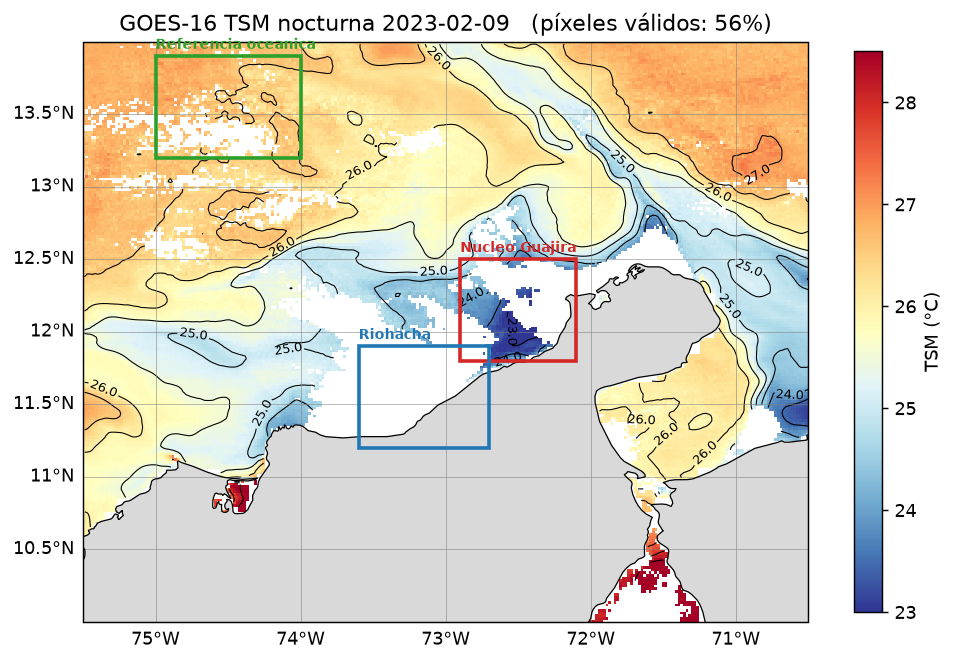 GOES-16 TSM nocturna 2023-02-09 (píxeles válidos: 56%)
Referencia oceanica
26.0
13.5°N
25.0
26.0
27.0
13°N
26.0
26.0
Nucleo Guajira
12.5°N
25.0
25.0
24.0
25.0
12°N
23.0
Riohacha
25.0
25.0
24.0
26.0
11.5°N
25.0
26.0
26.0
26.0
11°N
10.5°N
75°W
74°W
73°W
72°W
71°W
28
27
26
25
24
23
TSM (°C)